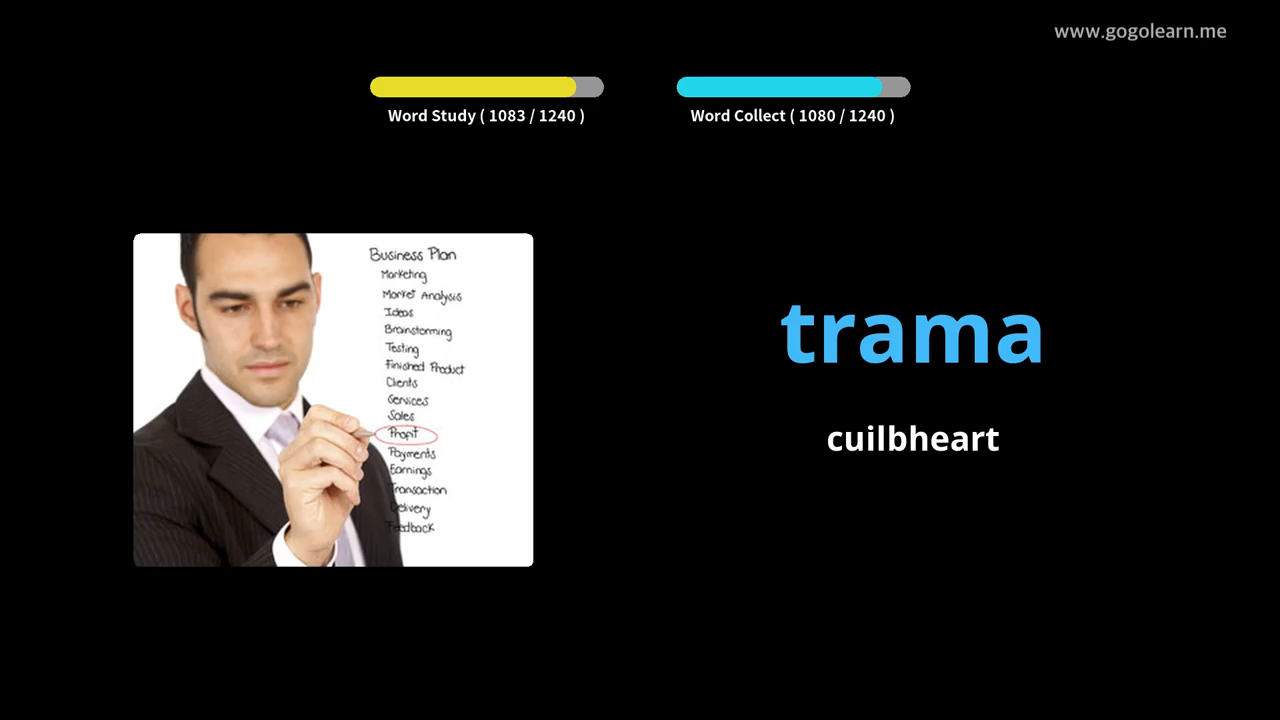 www.gogolearn.me
Word Study ( 1083 / 1240 )
Word Collect ( 1080 / 1240 )
Business Plan
Marketing
Market Analysis
Ideas
Brainstorming
Testing
Finished Product
Clients
Services
Sales
Profit
Payments
Earnings
Transaction
Delivery
Feedback
trama
cuilbheart